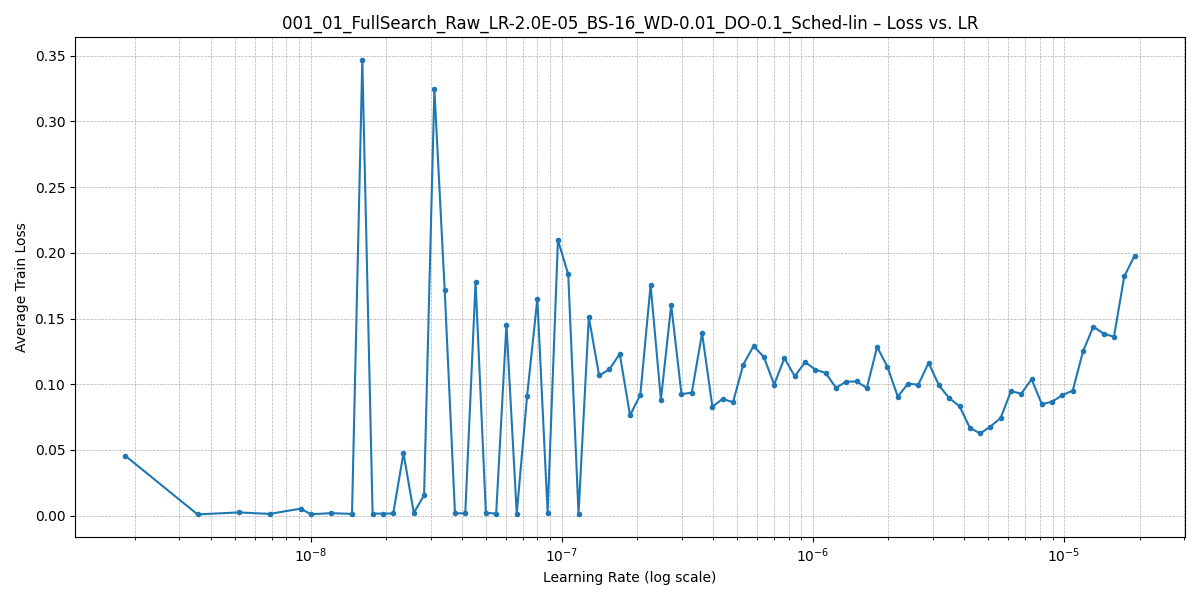 001_01_FullSearch_Raw_LR-2.0E-05_BS-16_WD-0.01_DO-0.1_Sched-lin – Loss vs. LR
0.35
0.30
0.25
0.20
0.15
0.10
0.05
0.00
Average Train Loss
10⁻⁸ 10⁻⁷ 10⁻⁶ 10⁻⁵
Learning Rate (log scale)